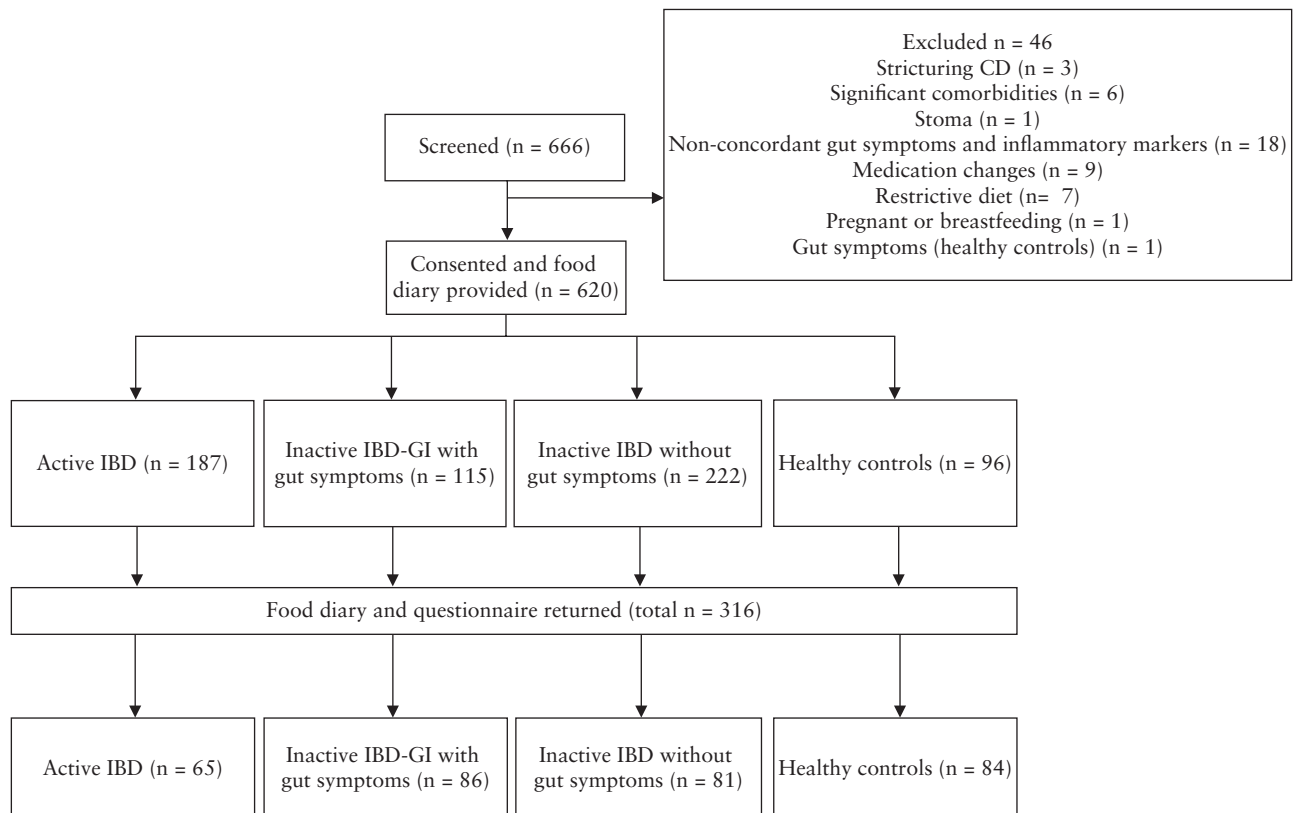 Excluded n = 46
Stricturing CD (n = 3)
Significant comorbidities (n = 6)
Stoma (n = 1)
Non-concordant gut symptoms and inflammatory markers (n = 18)
Medication changes (n = 9)
Restrictive diet (n= 7)
Pregnant or breastfeeding (n = 1)
Gut symptoms (healthy controls) (n = 1)
Screened (n = 666)
Consented and food
diary provided (n = 620)
Active IBD (n = 187)
Inactive IBD-GI with
gut symptoms (n = 115)
Inactive IBD without
gut symptoms (n = 222)
Healthy controls (n = 96)
Food diary and questionnaire returned (total n = 316)
Active IBD (n = 65)
Inactive IBD-GI with
gut symptoms (n = 86)
Inactive IBD without
gut symptoms (n = 81)
Healthy controls (n = 84)